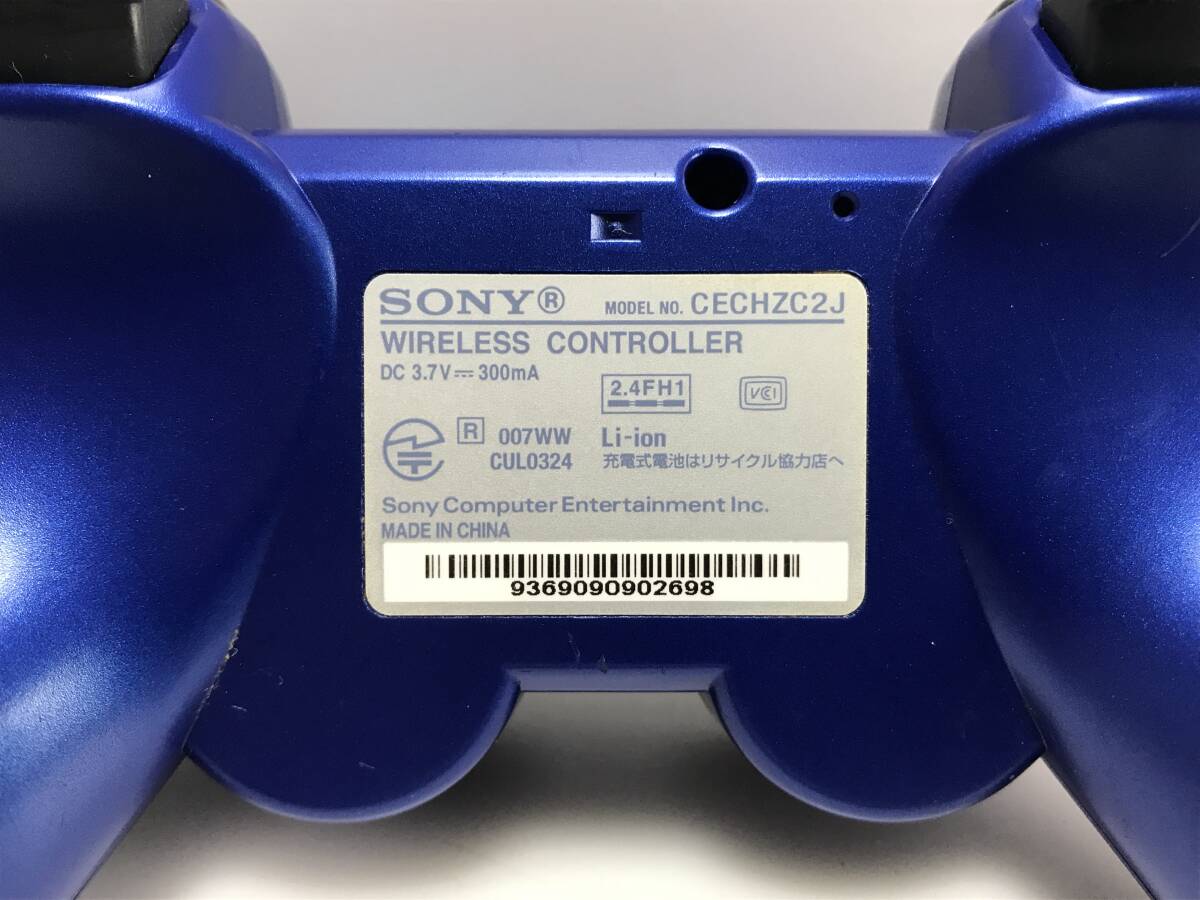 SONY® MODEL NO. CECHZC2J
WIRELESS CONTROLLER
DC 3.7V⎓300mA
2.4FH1
VCCI
R 007WW
CUL0324
Li-ion
充電式電池はリサイクル協力店へ
Sony Computer Entertainment Inc.
MADE IN CHINA
9369090902698